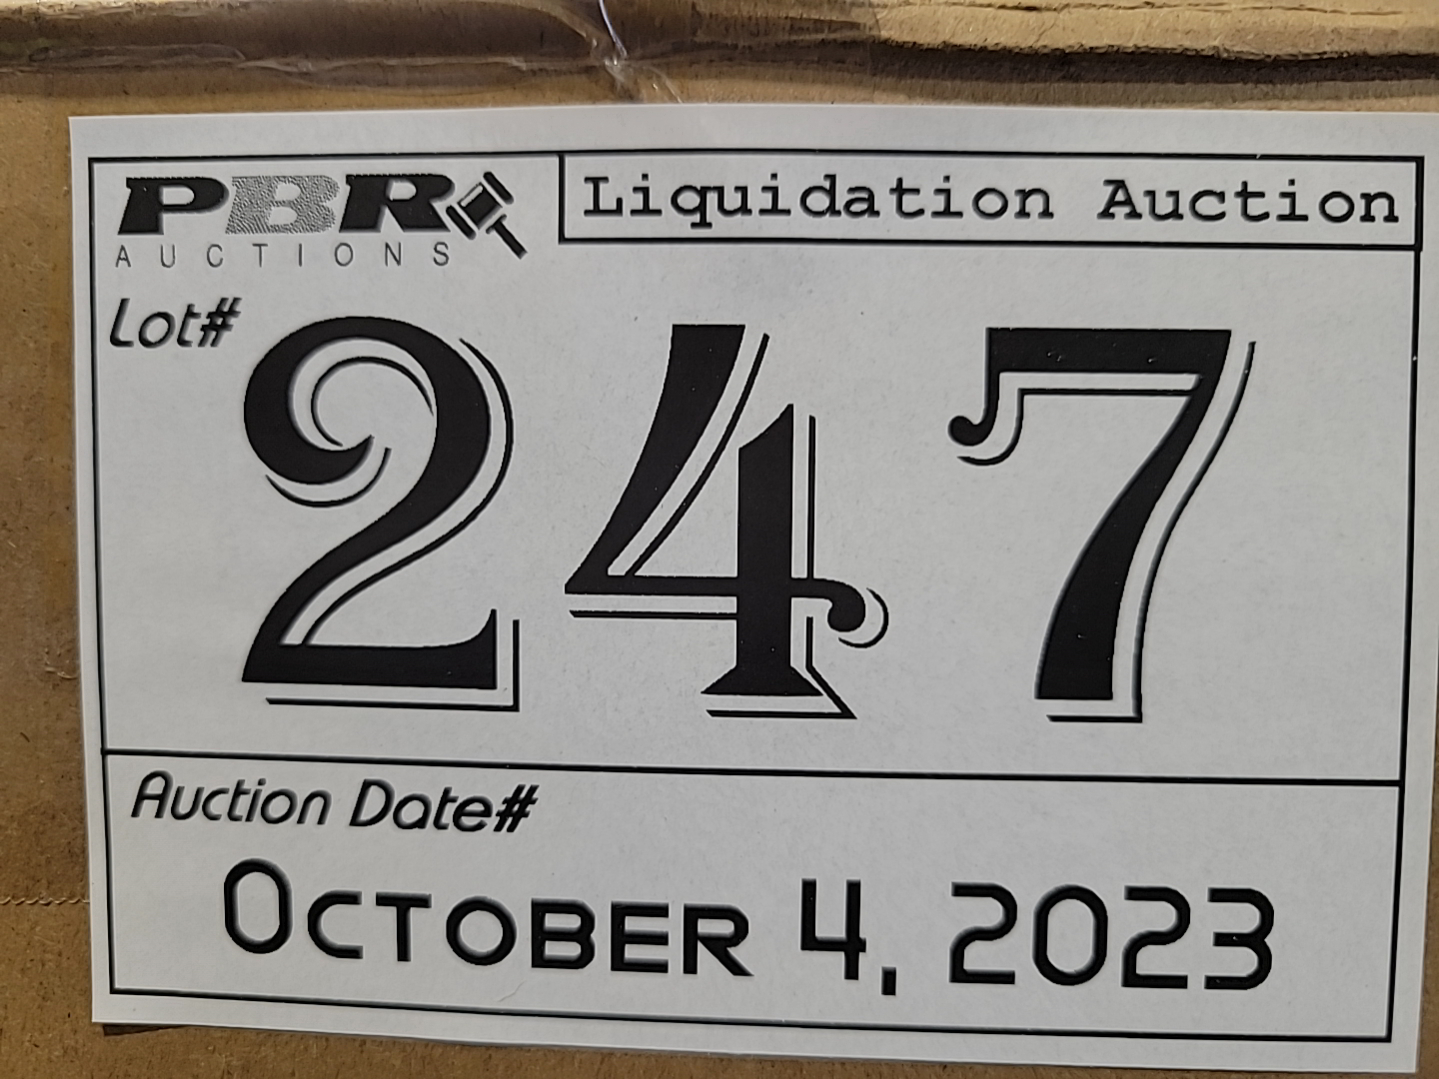 PBR
AUCTIONS
Liquidation Auction
Lot#
247
Auction Date#
October 4, 2023